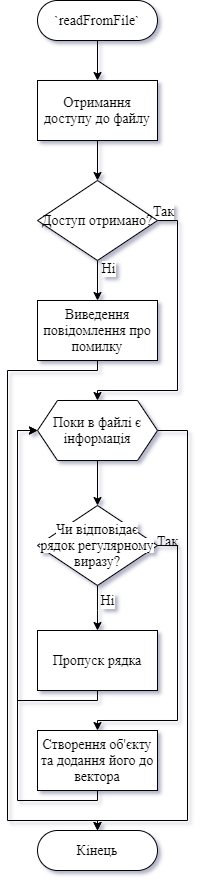 `readFromFile`
Отримання
доступу до файлу
Доступ отримано?
Так
Ні
Виведення
повідомлення про
помилку
Поки в файлі є
інформація
Чи відповідає
рядок регулярному
виразу?
Так
Ні
Пропуск рядка
Створення об'єкту
та додання його до
вектора
Кінець